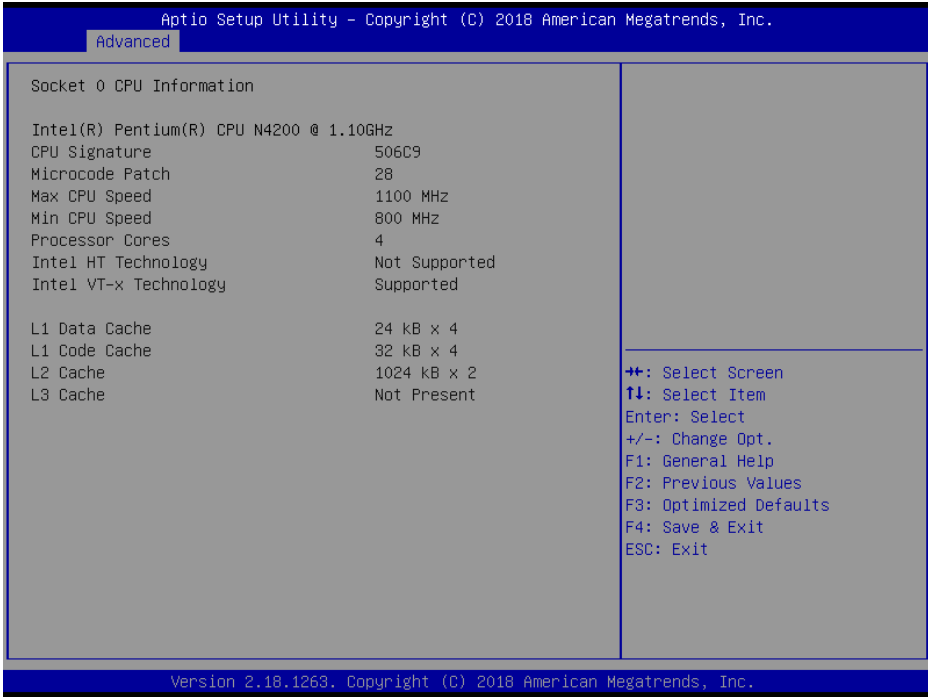 Aptio Setup Utility – Copyright (C) 2018 American Megatrends, Inc.
Advanced
Socket 0 CPU Information
Intel(R) Pentium(R) CPU N4200 @ 1.10GHz
CPU Signature 506C9
Microcode Patch 28
Max CPU Speed 1100 MHz
Min CPU Speed 800 MHz
Processor Cores 4
Intel HT Technology Not Supported
Intel VT-x Technology Supported
L1 Data Cache 24 kB x 4
L1 Code Cache 32 kB x 4
L2 Cache 1024 kB x 2
L3 Cache Not Present
→←: Select Screen
↑↓: Select Item
Enter: Select
+/-: Change Opt.
F1: General Help
F2: Previous Values
F3: Optimized Defaults
F4: Save & Exit
ESC: Exit
Version 2.18.1263. Copyright (C) 2018 American Megatrends, Inc.